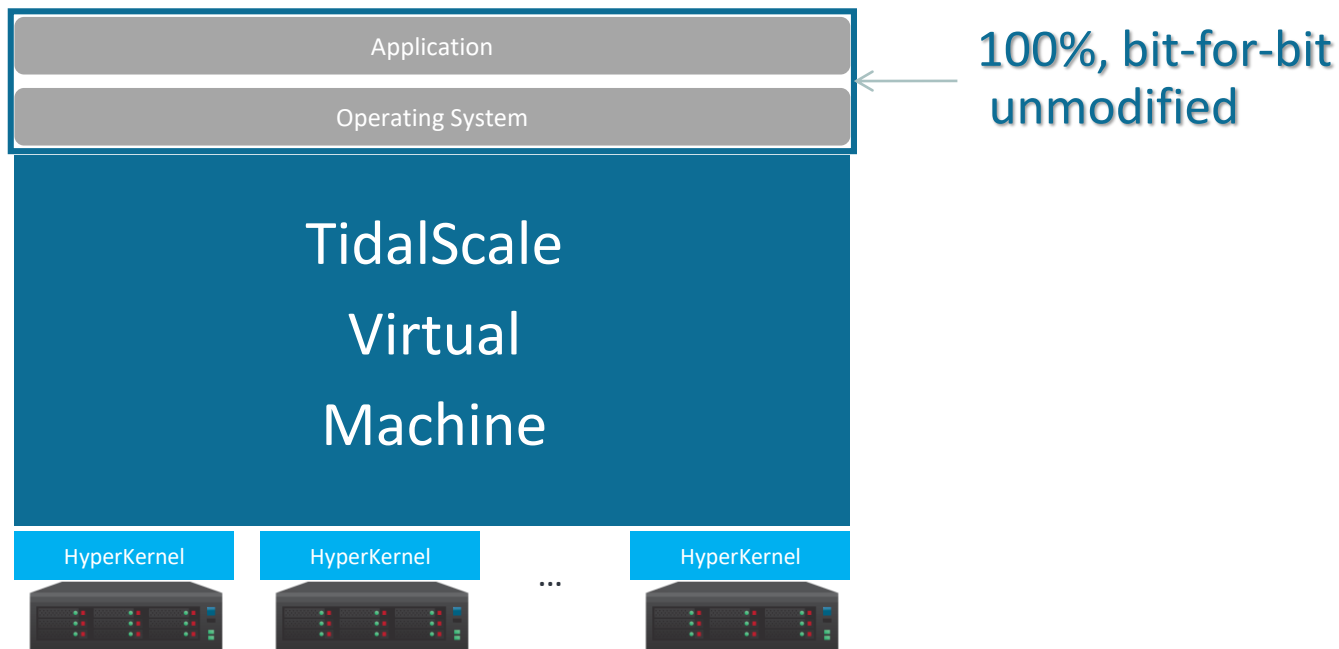 Application
100%, bit-for-bit
unmodified
Operating System
TidalScale
Virtual
Machine
HyperKernel
HyperKernel
...
HyperKernel